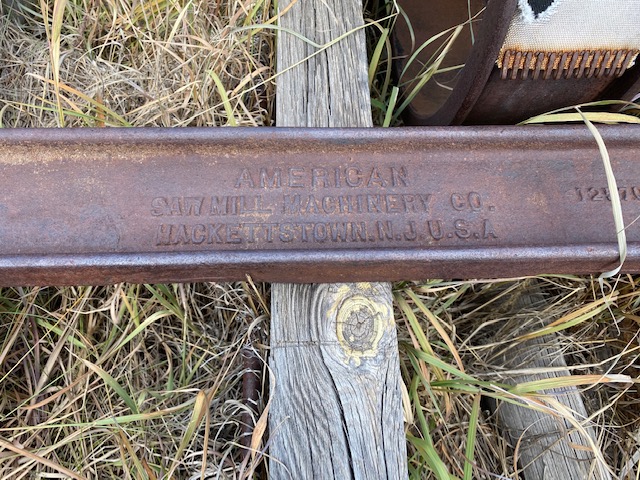 AMERICAN
SAW MILL MACHINERY CO.
HACKETTSTOWN, N.J. U.S.A